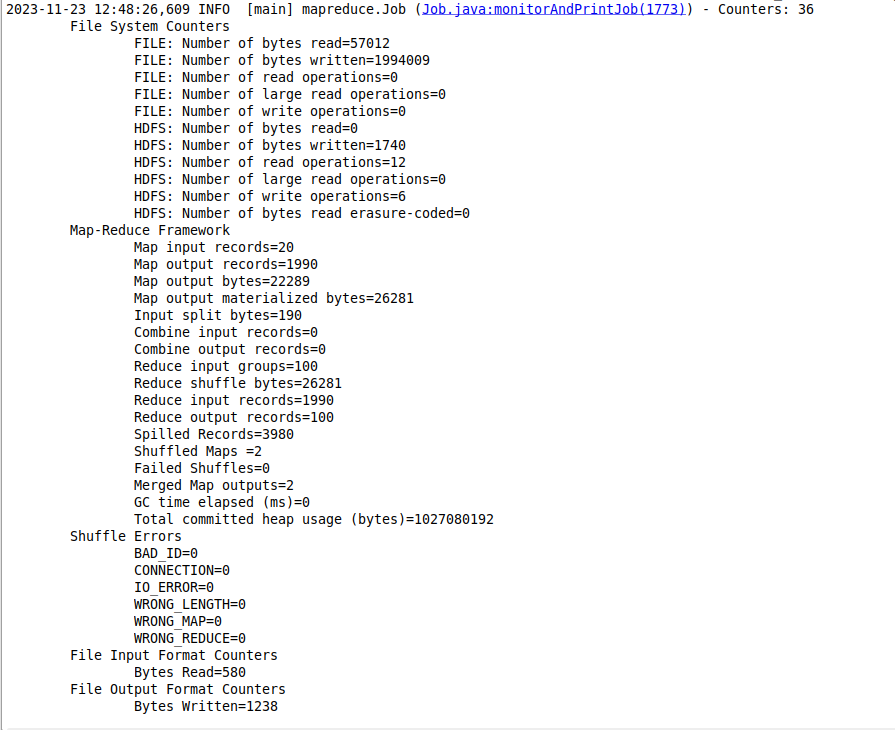 2023-11-23 12:48:26,609 INFO  [main] mapreduce.Job (Job.java:monitorAndPrintJob(1773)) - Counters: 36
File System Counters
FILE: Number of bytes read=57012
FILE: Number of bytes written=1994009
FILE: Number of read operations=0
FILE: Number of large read operations=0
FILE: Number of write operations=0
HDFS: Number of bytes read=0
HDFS: Number of bytes written=1740
HDFS: Number of read operations=12
HDFS: Number of large read operations=0
HDFS: Number of write operations=6
HDFS: Number of bytes read erasure-coded=0
Map-Reduce Framework
Map input records=20
Map output records=1990
Map output bytes=22289
Map output materialized bytes=26281
Input split bytes=190
Combine input records=0
Combine output records=0
Reduce input groups=100
Reduce shuffle bytes=26281
Reduce input records=1990
Reduce output records=100
Spilled Records=3980
Shuffled Maps =2
Failed Shuffles=0
Merged Map outputs=2
GC time elapsed (ms)=0
Total committed heap usage (bytes)=1027080192
Shuffle Errors
BAD_ID=0
CONNECTION=0
IO_ERROR=0
WRONG_LENGTH=0
WRONG_MAP=0
WRONG_REDUCE=0
File Input Format Counters
Bytes Read=580
File Output Format Counters
Bytes Written=1238